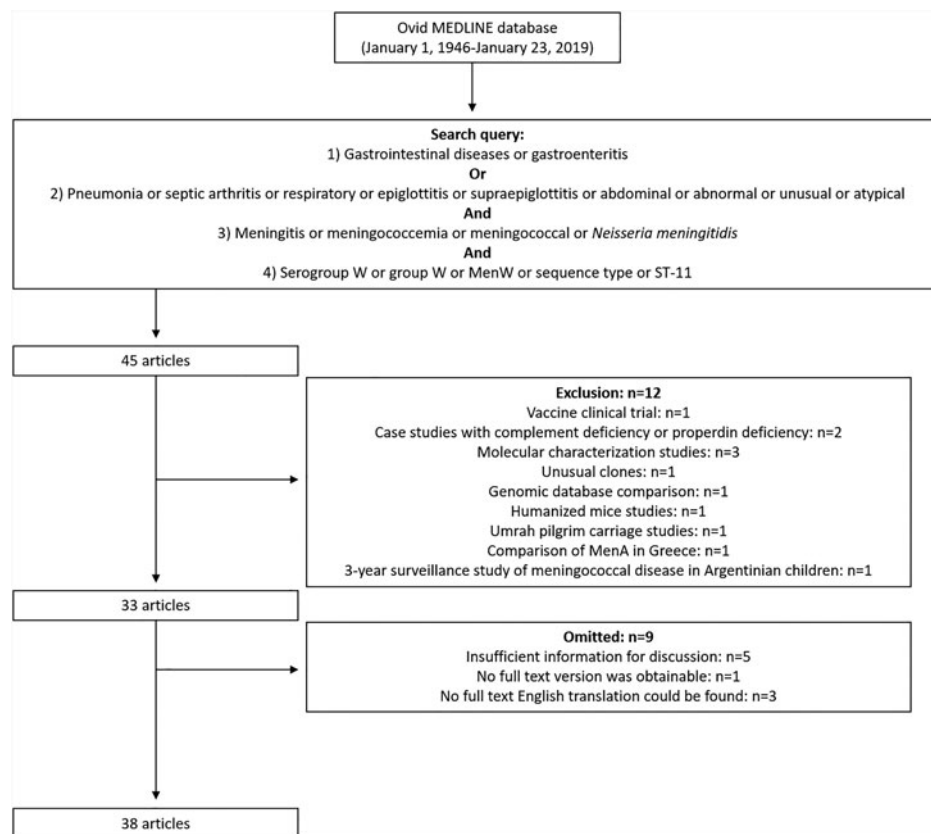 Ovid MEDLINE database
(January 1, 1946-January 23, 2019)
Search query:
1) Gastrointestinal diseases or gastroenteritis
Or
2) Pneumonia or septic arthritis or respiratory or epiglottitis or supraepiglottitis or abdominal or abnormal or unusual or atypical
And
3) Meningitis or meningococcemia or meningococcal or Neisseria meningitidis
And
4) Serogroup W or group W or MenW or sequence type or ST-11
45 articles
Exclusion: n=12
Vaccine clinical trial: n=1
Case studies with complement deficiency or properdin deficiency: n=2
Molecular characterization studies: n=3
Unusual clones: n=1
Genomic database comparison: n=1
Humanized mice studies: n=1
Umrah pilgrim carriage studies: n=1
Comparison of MenA in Greece: n=1
3-year surveillance study of meningococcal disease in Argentinian children: n=1
33 articles
Omitted: n=9
Insufficient information for discussion: n=5
No full text version was obtainable: n=1
No full text English translation could be found: n=3
38 articles